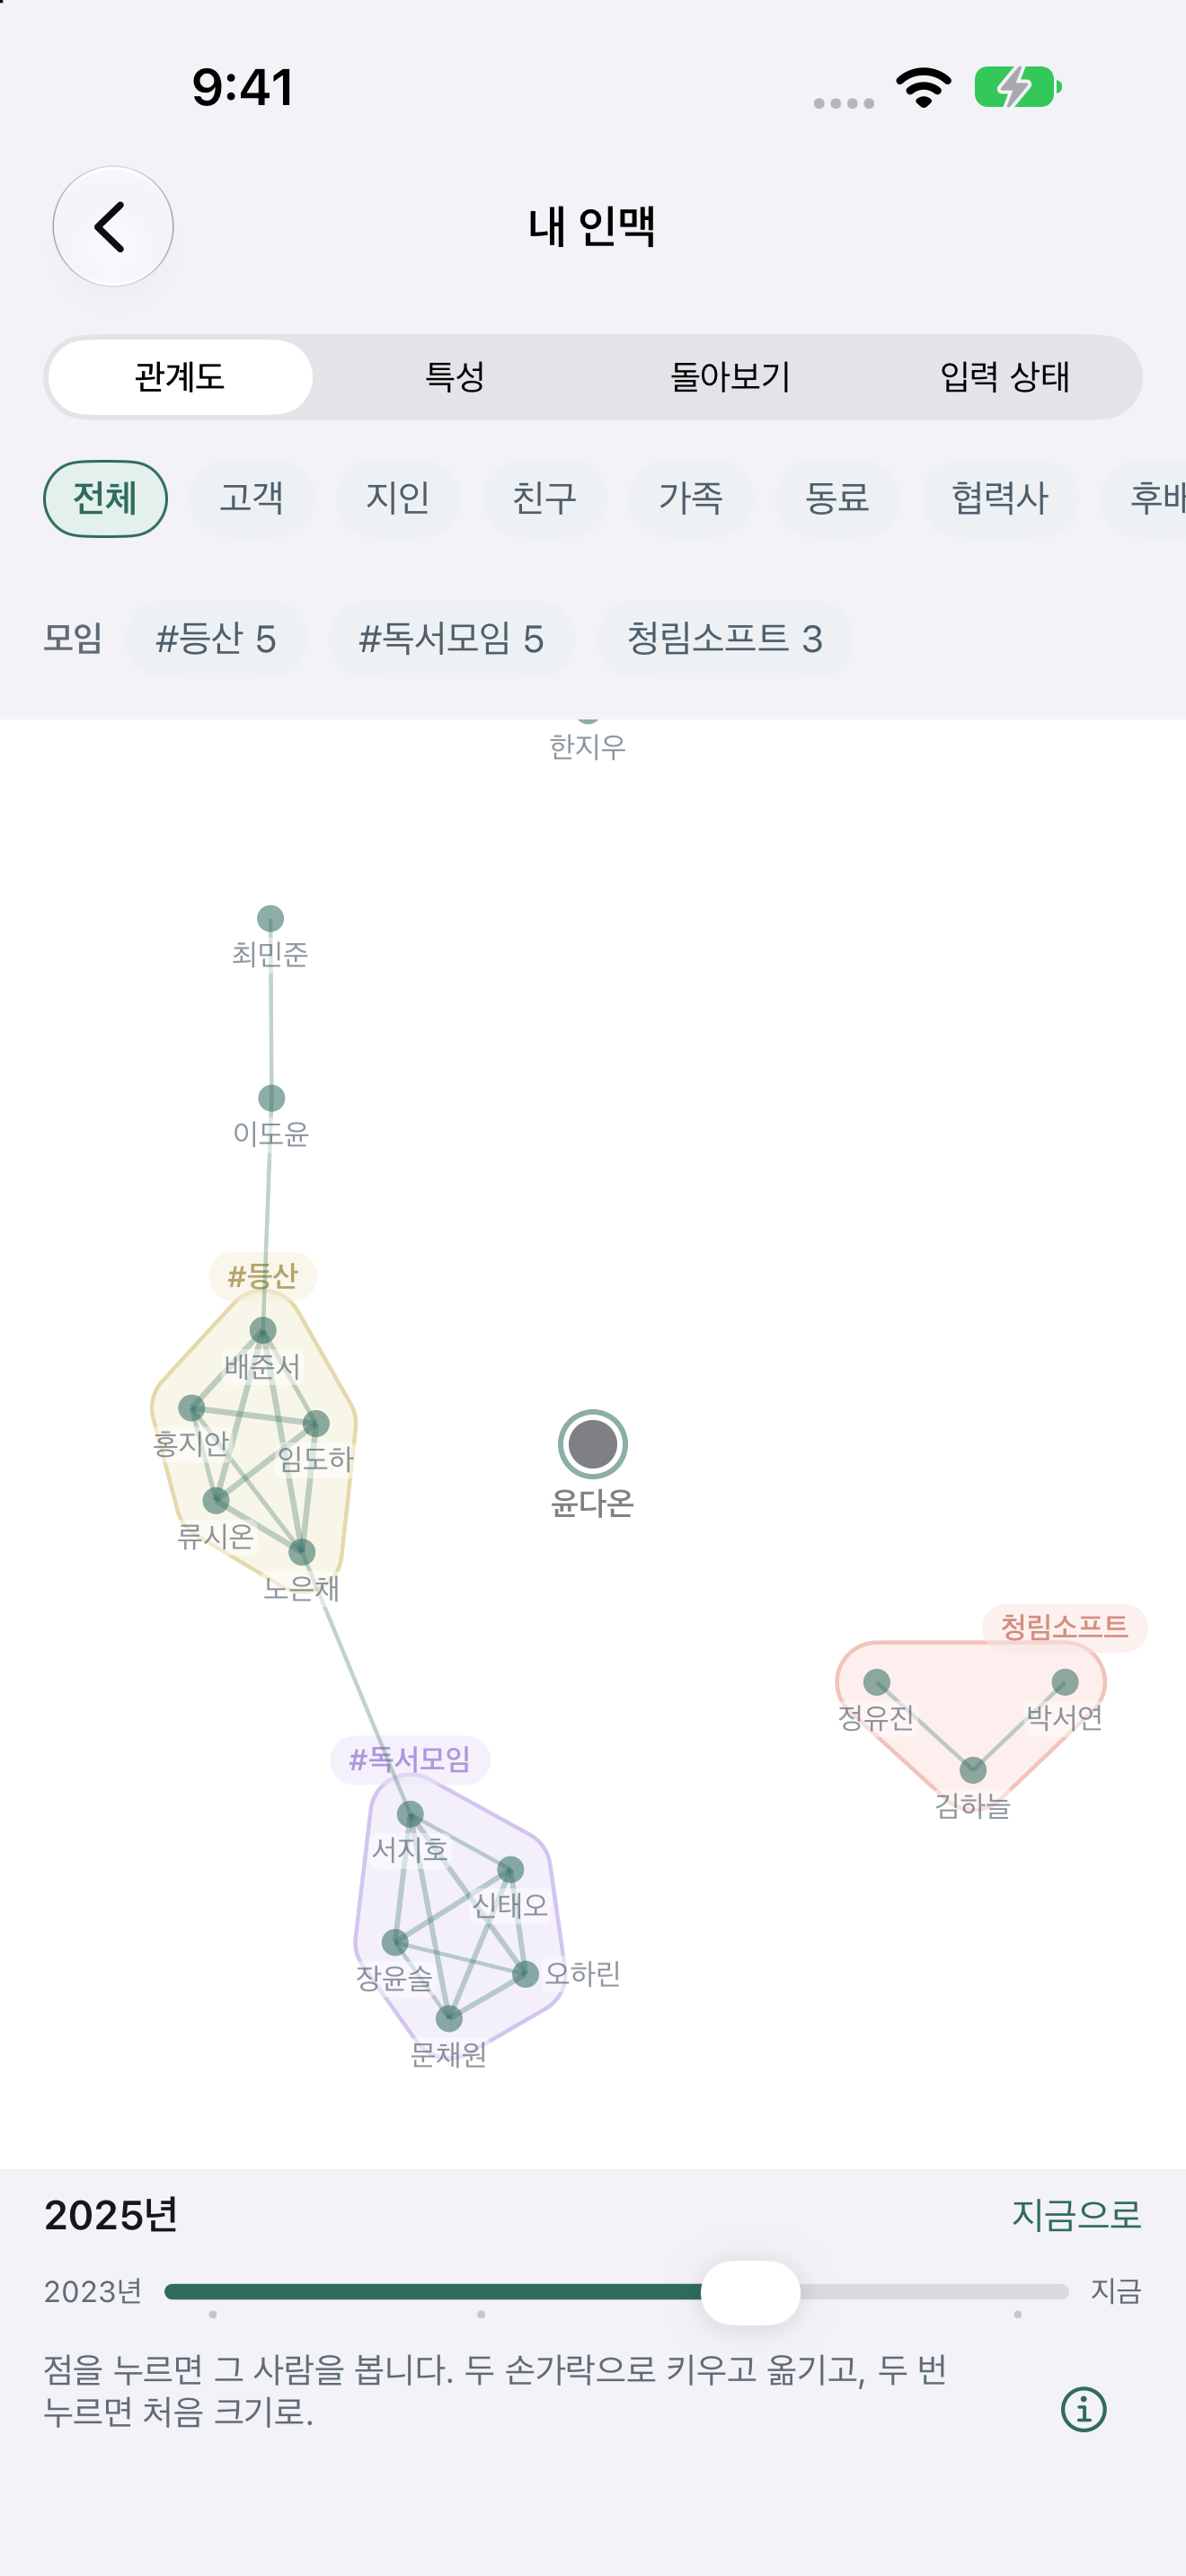 9:41
내 인맥
관계도 특성 돌아보기 입력 상태
전체 고객 지인 친구 가족 동료 협력사 후배
모임 #등산 5 #독서모임 5 청림소프트 3
한지우
최민준
이도윤
#등산
배준서
홍지안
임도하
류시온
노은채
윤다온
청림소프트
정유진
박서연
김하늘
#독서모임
서지호
신태오
장윤슬
오하린
문채원
2025년 지금으로
2023년 지금
점을 누르면 그 사람을 봅니다. 두 손가락으로 키우고 옮기고, 두 번
누르면 처음 크기로.